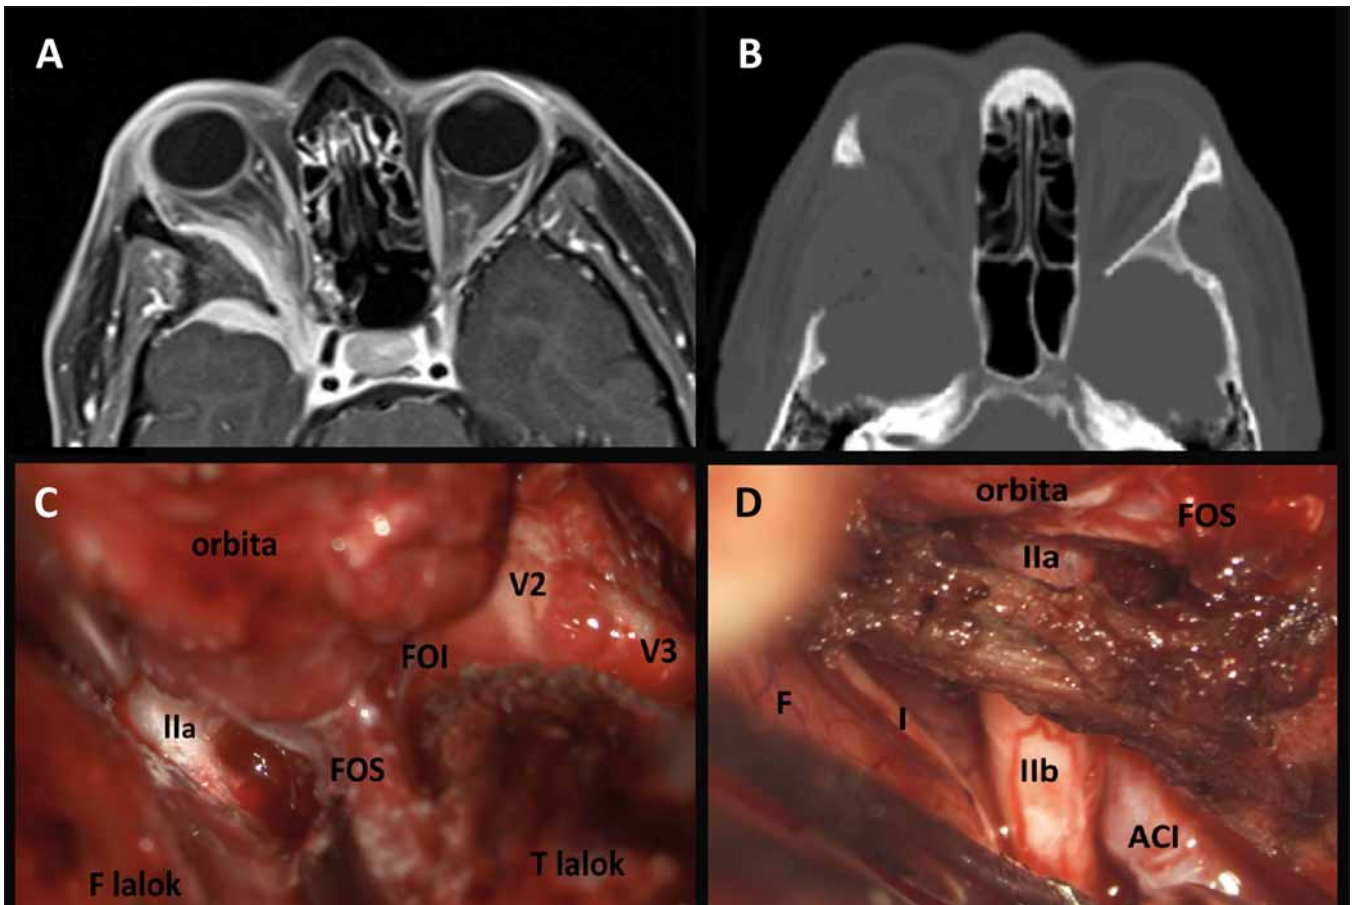 A
B
C
orbita
V2
V3
FOI
IIa
FOS
F lalok
T lalok
D
orbita
FOS
IIa
F
I
IIb
ACI